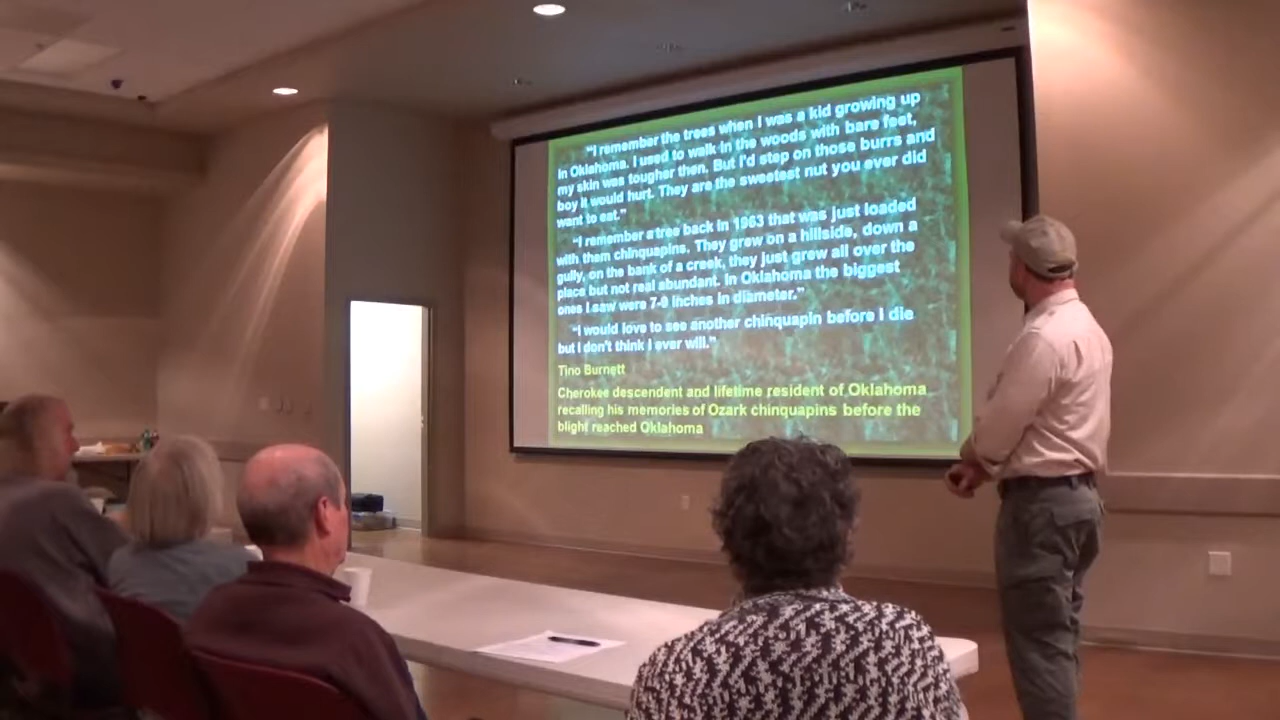 "I remember the trees when I was a kid growing up
in Oklahoma. I used to walk in the woods with bare feet,
my skin was tougher then. But I'd step on those burrs and
boy it would hurt. They are the sweetest nut you ever did
want to eat."
"I remember a tree back in 1963 that was just loaded
with them chinquapins. They grew on a hillside, down a
gully, on the bank of a creek, they just grew all over the
place but not real abundant. In Oklahoma the biggest
ones I saw were 7-9 inches in diameter."
"I would love to see another chinquapin before I die
but I don't think I ever will."
Tino Burnett
Cherokee descendent and lifetime resident of Oklahoma
recalling his memories of Ozark chinquapins before the
blight reached Oklahoma